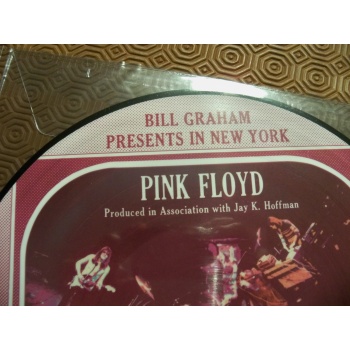 BILL GRAHAM
PRESENTS IN NEW YORK
PINK FLOYD
Produced in Association with Jay K. Hoffman